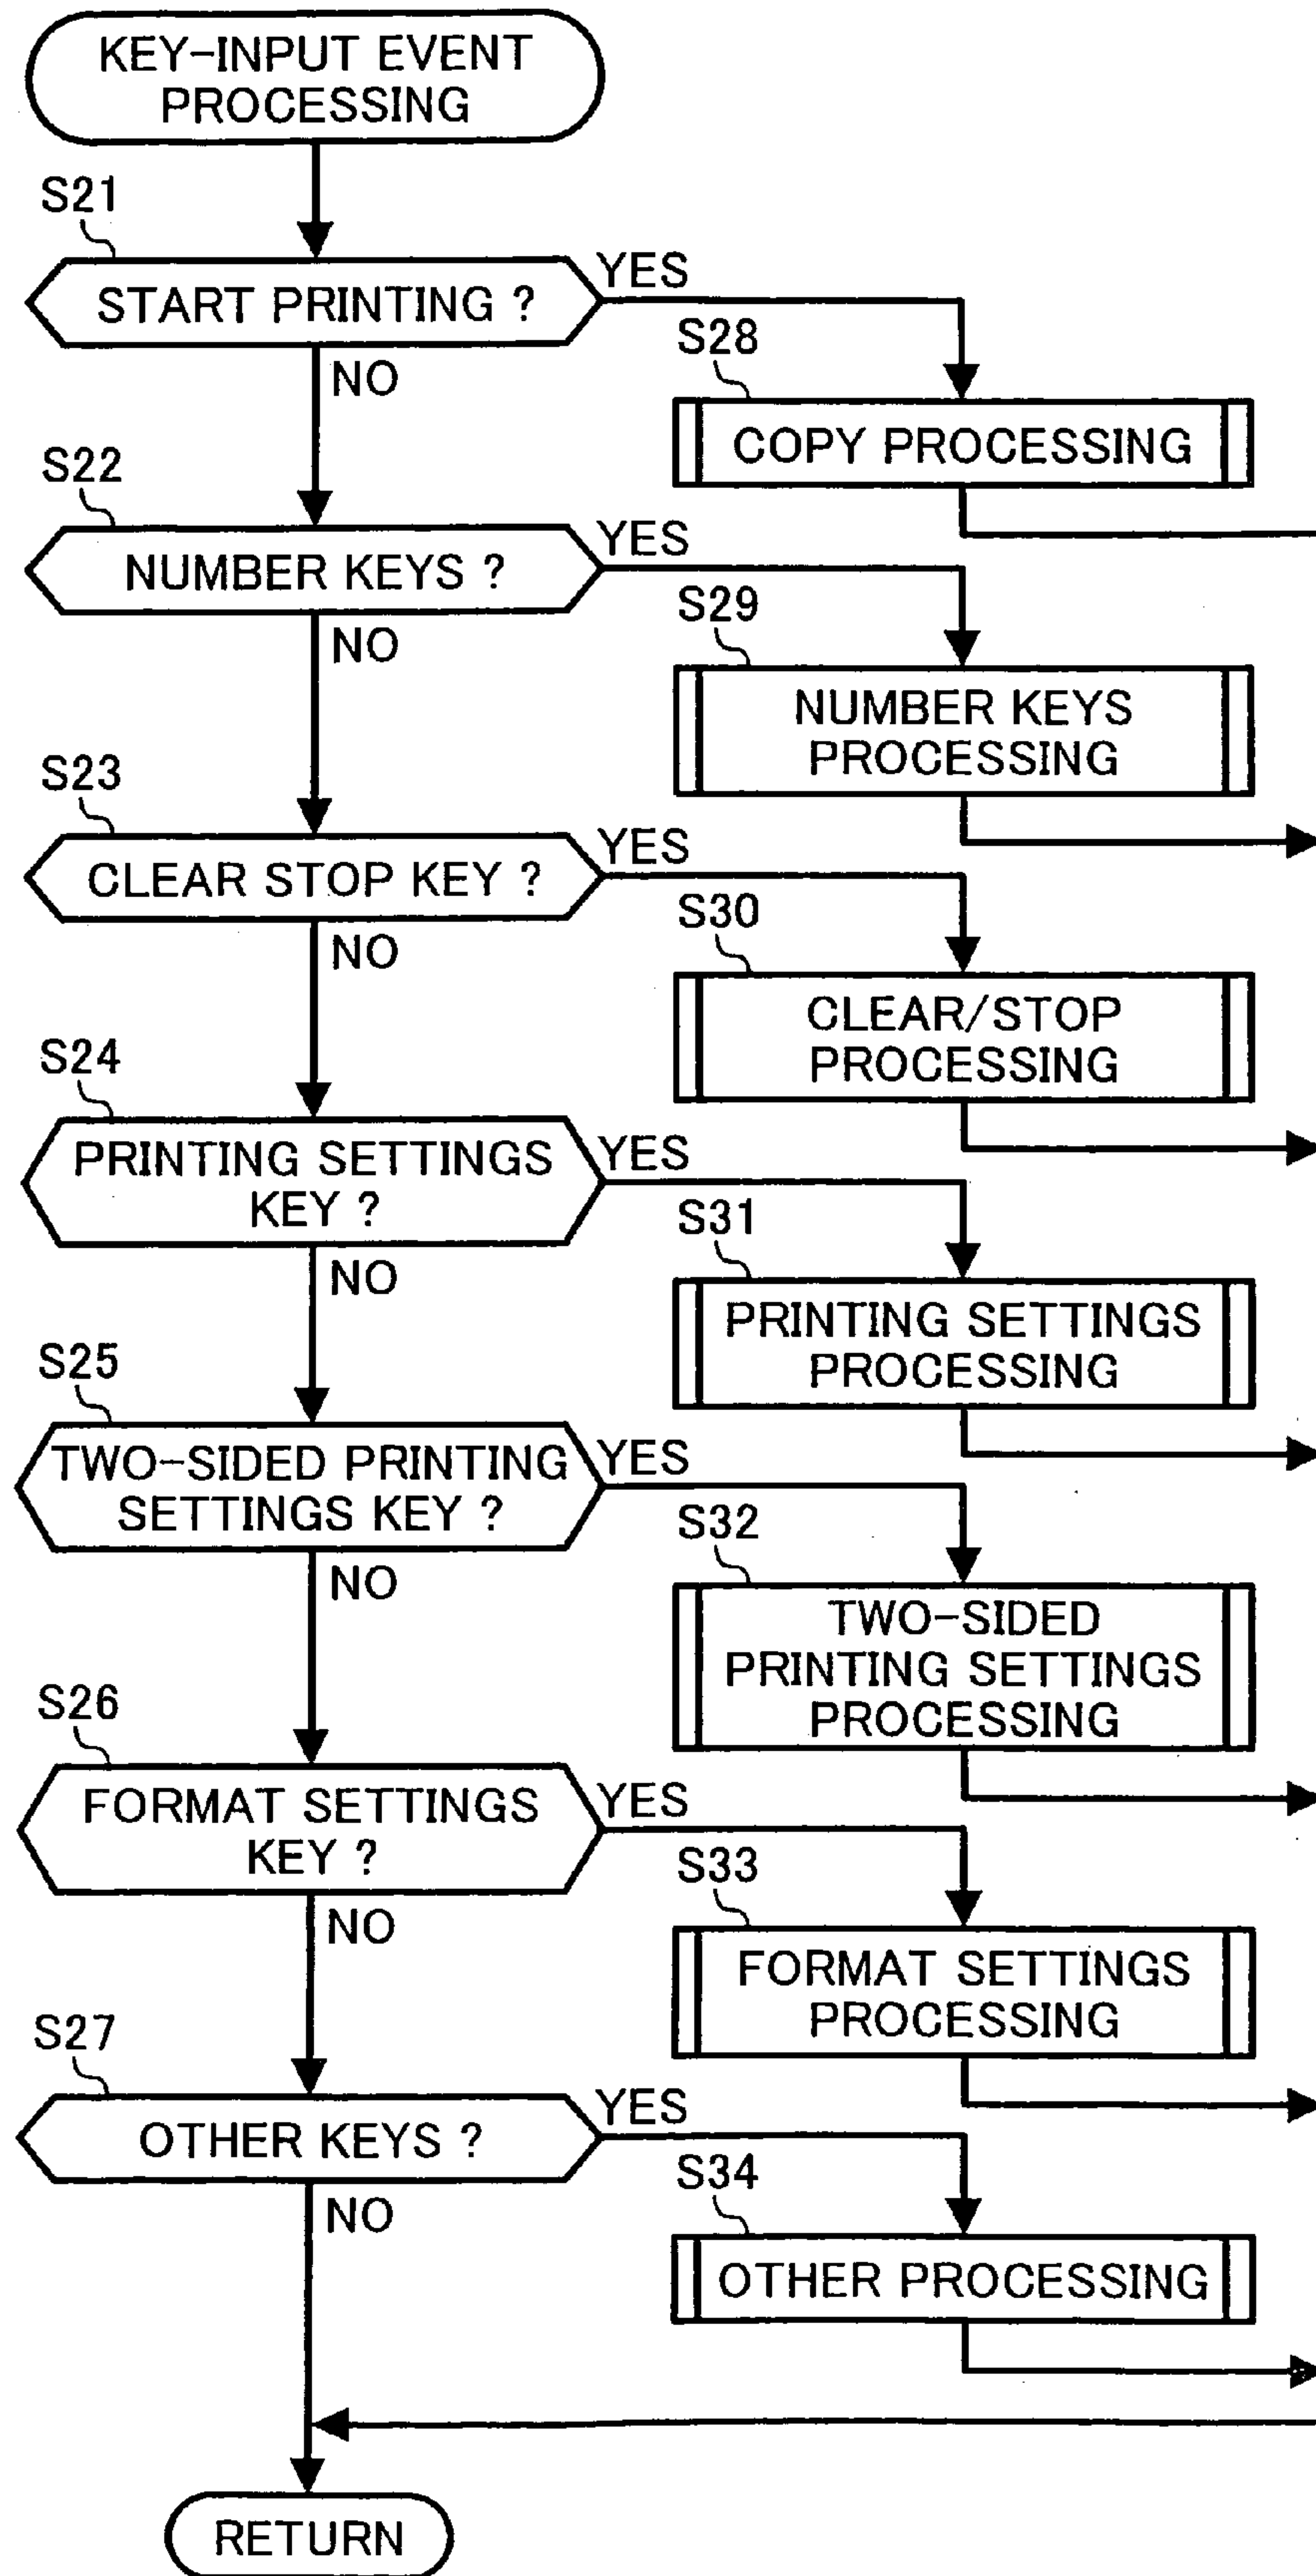 KEY-INPUT EVENT
PROCESSING
S21
START PRINTING ?
YES
NO
S28
COPY PROCESSING
S22
NUMBER KEYS ?
YES
NO
S29
NUMBER KEYS
PROCESSING
S23
CLEAR STOP KEY ?
YES
NO
S30
CLEAR/STOP
PROCESSING
S24
PRINTING SETTINGS
KEY ?
YES
NO
S31
PRINTING SETTINGS
PROCESSING
S25
TWO-SIDED PRINTING
SETTINGS KEY ?
YES
NO
S32
TWO-SIDED
PRINTING SETTINGS
PROCESSING
S26
FORMAT SETTINGS
KEY ?
YES
NO
S33
FORMAT SETTINGS
PROCESSING
S27
OTHER KEYS ?
YES
NO
S34
OTHER PROCESSING
RETURN